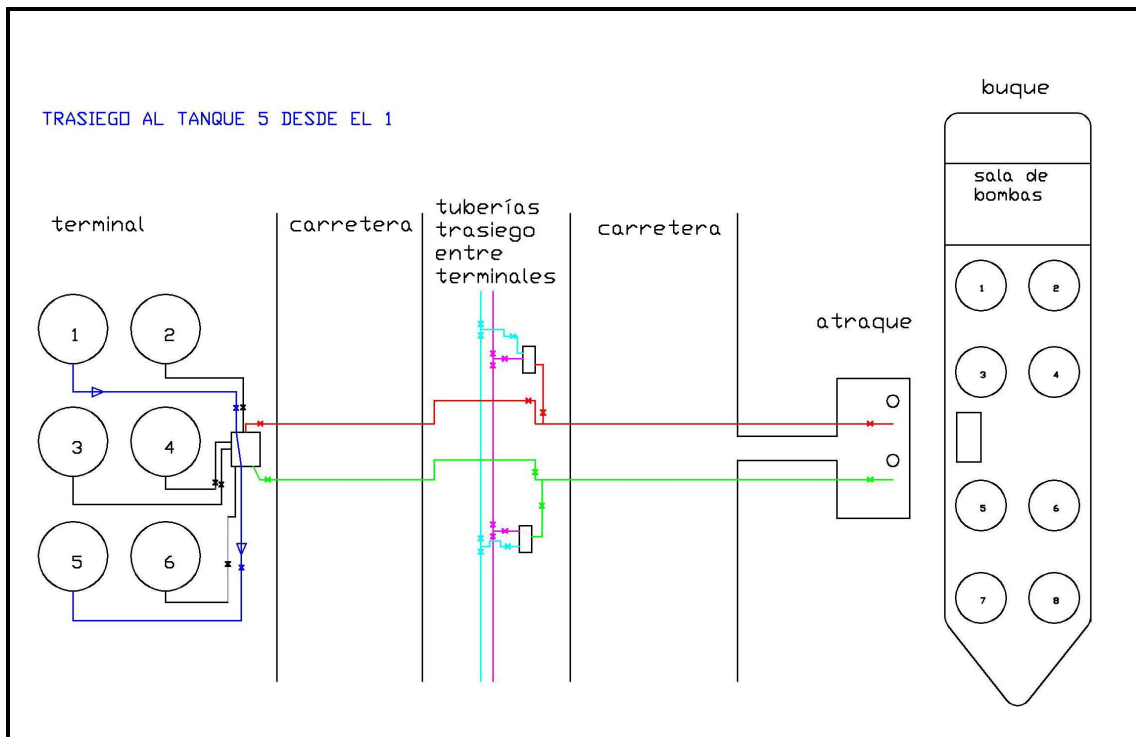 buque
TRASIEGO AL TANQUE 5 DESDE EL 1
sala de
bombas
terminal
carretera
tuberías
trasiego
entre
terminales
carretera
atraque
1
2
3
4
5
6
1
2
3
4
5
6
7
8